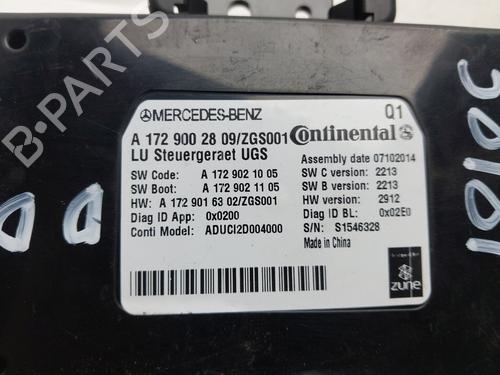 MERCEDES-BENZ Q1
A 172 900 28 09/ZGS001 Continental
LU Steuergeraet UGS Assembly date 07102014
SW Code: A 172 902 10 05 SW C version: 2213
SW Boot: A 172 902 11 05 SW B version: 2213
HW: A 172 901 63 02/ZGS001 HW version: 2912
Diag ID App: 0x0200 Diag ID BL: 0x02E0
Conti Model: ADUCI2D004000 S/N: S1546328
Made in China
zune